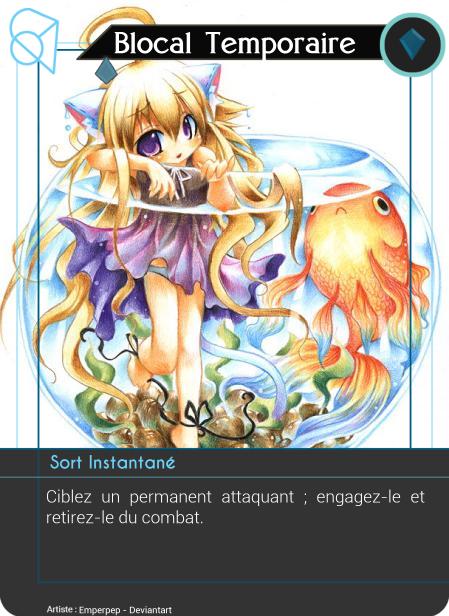 Blocal Temporaire
Sort Instantané
Ciblez un permanent attaquant ; engagez-le et
retirez-le du combat.
Artiste : Emperpep - Deviantart